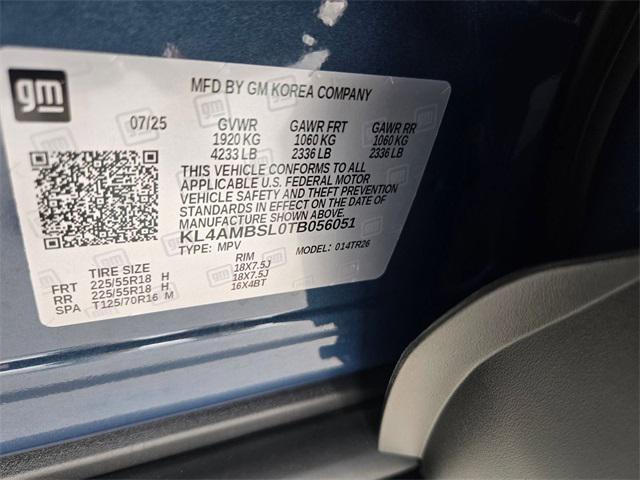 gm
MFD BY GM KOREA COMPANY
07/25 GVWR GAWR FRT GAWR RR
1920 KG 1060 KG 1060 KG
4233 LB 2336 LB 2336 LB
THIS VEHICLE CONFORMS TO ALL
APPLICABLE U.S. FEDERAL MOTOR
VEHICLE SAFETY AND THEFT PREVENTION
STANDARDS IN EFFECT ON THE DATE OF
MANUFACTURE SHOWN ABOVE.
KL4AMBSL0TB056051
TYPE: MPV MODEL: 014TR26
TIRE SIZE RIM
FRT 225/55R18 H 18X7.5J
RR 225/55R18 H 18X7.5J
SPA T125/70R16 M 16X4BT